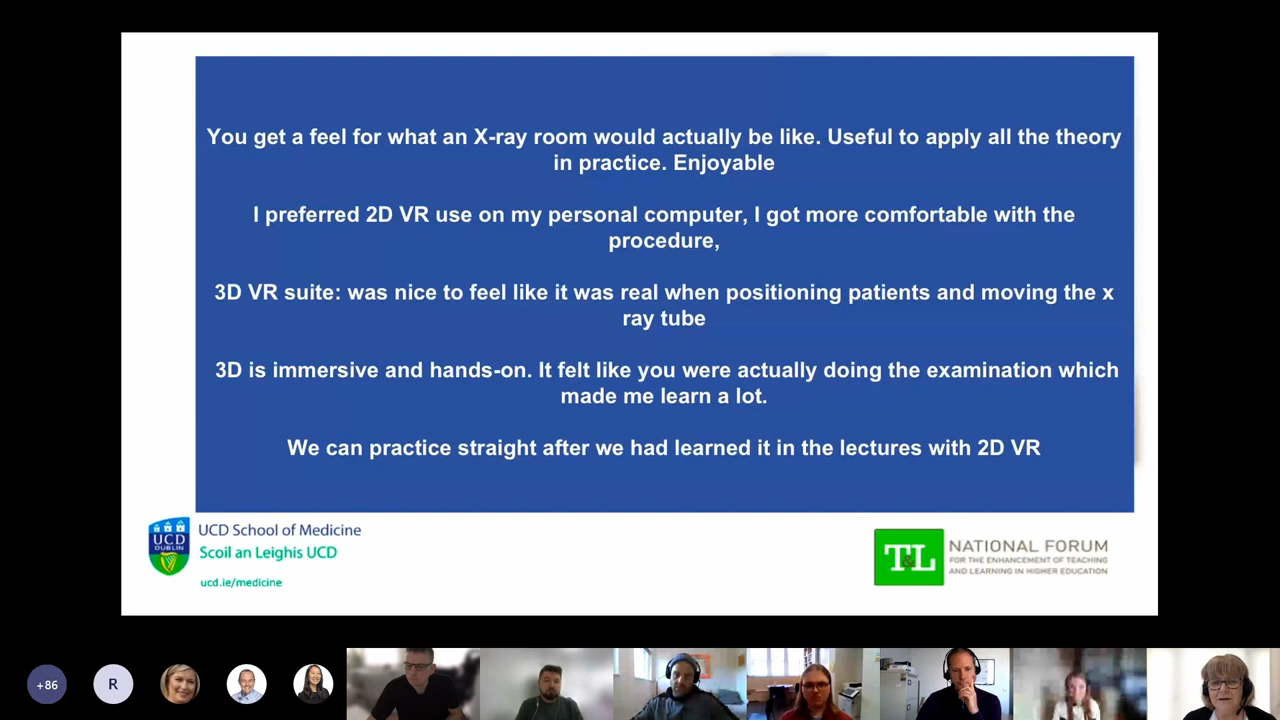 You get a feel for what an X-ray room would actually be like. Useful to apply all the theory
in practice. Enjoyable
I preferred 2D VR use on my personal computer, I got more comfortable with the
procedure,
3D VR suite: was nice to feel like it was real when positioning patients and moving the x
ray tube
3D is immersive and hands-on. It felt like you were actually doing the examination which
made me learn a lot.
We can practice straight after we had learned it in the lectures with 2D VR
UCD
DUBLIN
UCD School of Medicine
Scoil an Leighis UCD
ucd.ie/medicine
T&L
NATIONAL FORUM
FOR THE ENHANCEMENT OF TEACHING
AND LEARNING IN HIGHER EDUCATION
+86
R